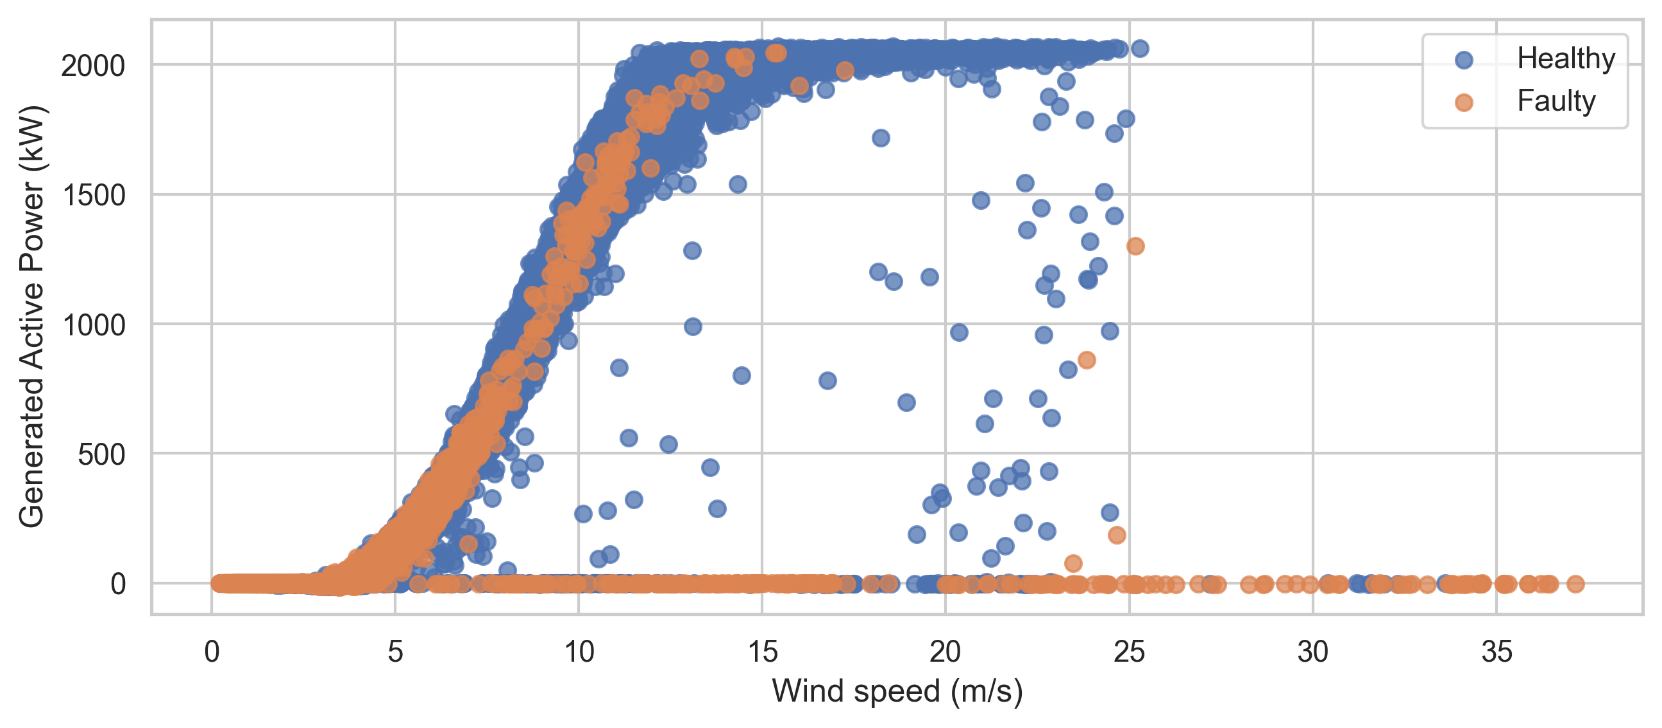 Healthy
Faulty
2000
1500
1000
500
0
Generated Active Power (kW)
0 5 10 15 20 25 30 35
Wind speed (m/s)